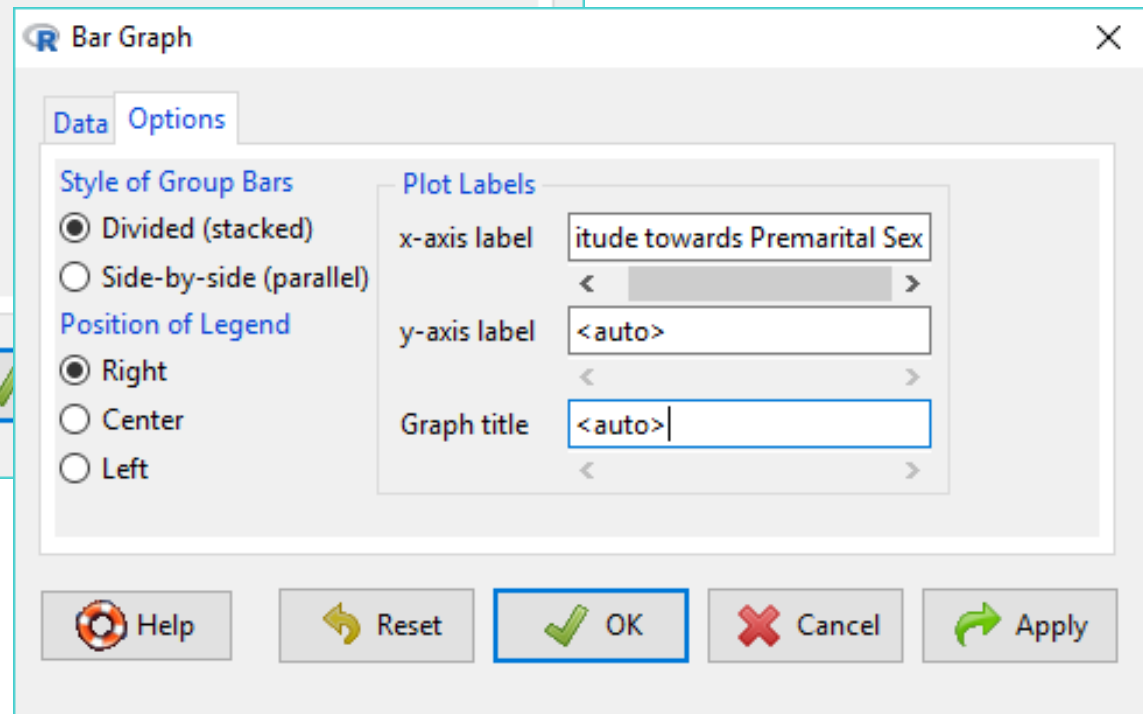 Bar Graph
Data Options
Style of Group Bars
Divided (stacked)
Side-by-side (parallel)
Position of Legend
Right
Center
Left
Plot Labels
x-axis label itude towards Premarital Sex
y-axis label <auto>
Graph title <auto>
Help Reset OK Cancel Apply